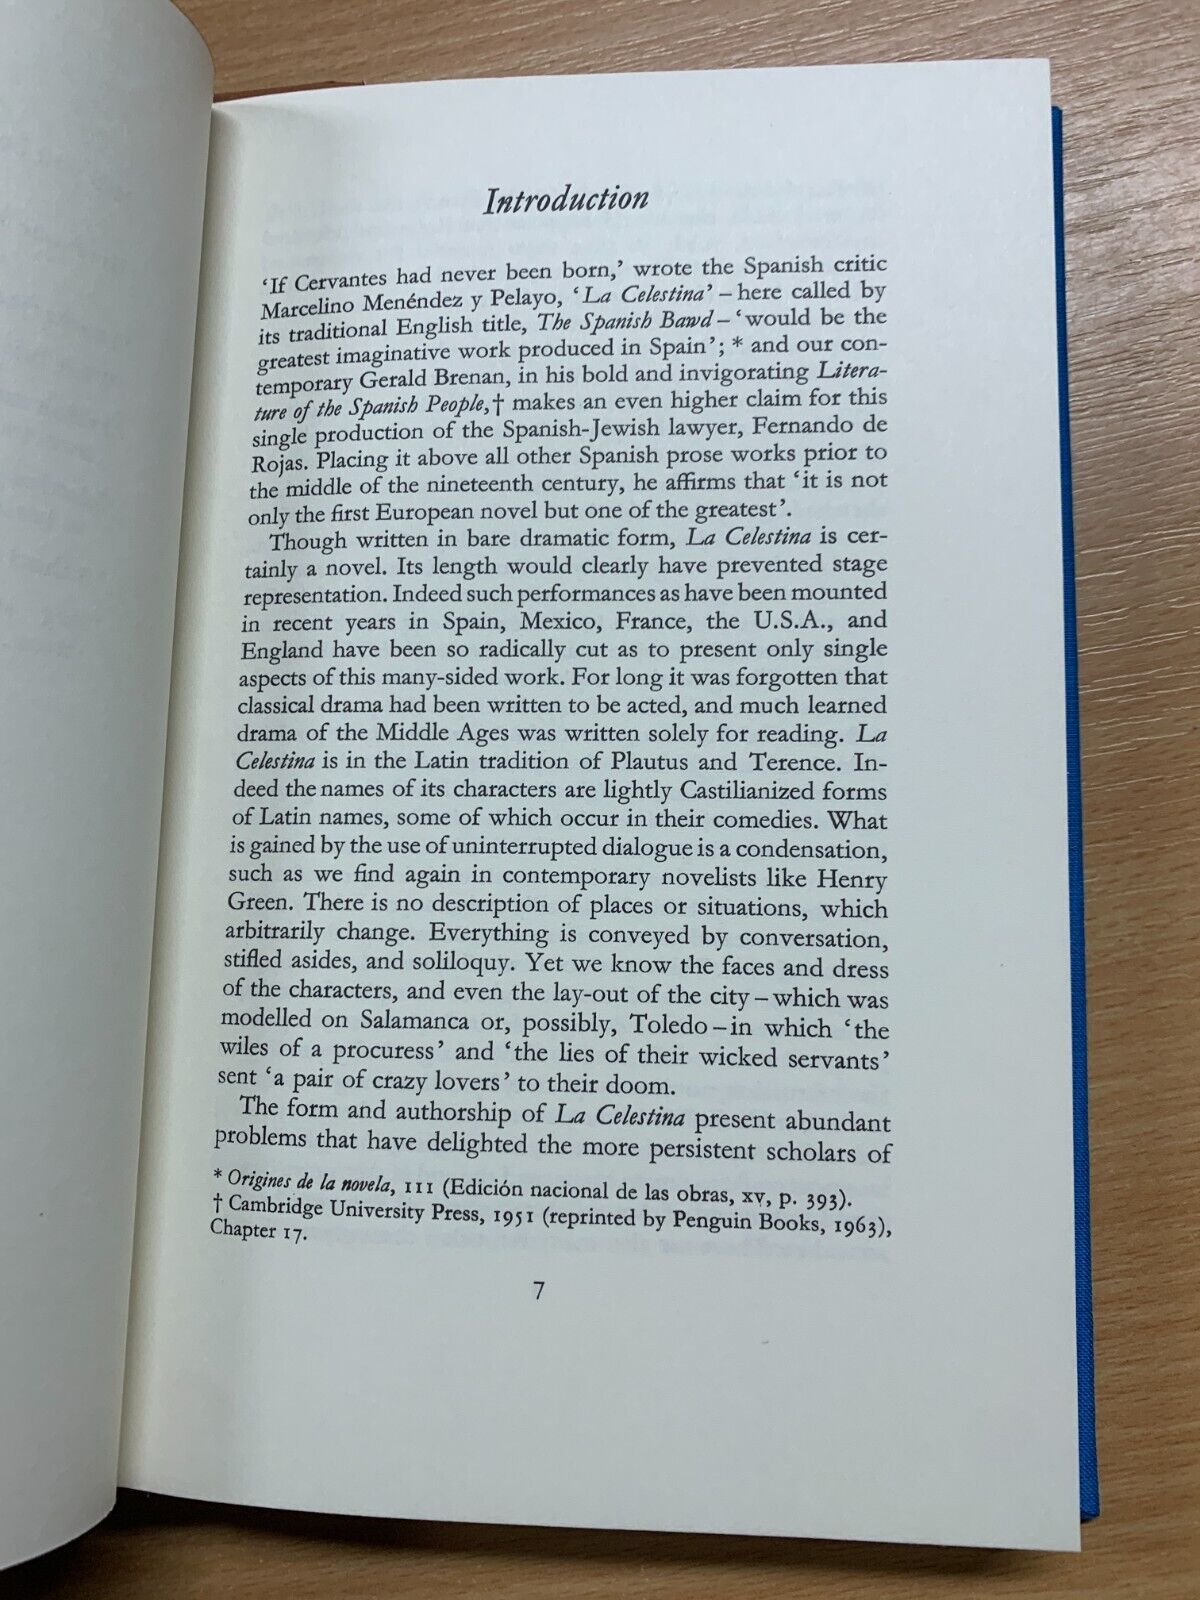 Introduction
‘If Cervantes had never been born,’ wrote the Spanish critic
Marcelino Menéndez y Pelayo, ‘La Celestina’ – here called by
its traditional English title, The Spanish Bawd – ‘would be the
greatest imaginative work produced in Spain’; * and our con-
temporary Gerald Brenan, in his bold and invigorating Litera-
ture of the Spanish People,† makes an even higher claim for this
single production of the Spanish-Jewish lawyer, Fernando de
Rojas. Placing it above all other Spanish prose works prior to
the middle of the nineteenth century, he affirms that ‘it is not
only the first European novel but one of the greatest’.
Though written in bare dramatic form, La Celestina is cer-
tainly a novel. Its length would clearly have prevented stage
representation. Indeed such performances as have been mounted
in recent years in Spain, Mexico, France, the U.S.A., and
England have been so radically cut as to present only single
aspects of this many-sided work. For long it was forgotten that
classical drama had been written to be acted, and much learned
drama of the Middle Ages was written solely for reading. La
Celestina is in the Latin tradition of Plautus and Terence. In-
deed the names of its characters are lightly Castilianized forms
of Latin names, some of which occur in their comedies. What
is gained by the use of uninterrupted dialogue is a condensation,
such as we find again in contemporary novelists like Henry
Green. There is no description of places or situations, which
arbitrarily change. Everything is conveyed by conversation,
stifled asides, and soliloquy. Yet we know the faces and dress
of the characters, and even the lay-out of the city – which was
modelled on Salamanca or, possibly, Toledo – in which ‘the
wiles of a procuress’ and ‘the lies of their wicked servants’
sent ‘a pair of crazy lovers’ to their doom.
The form and authorship of La Celestina present abundant
problems that have delighted the more persistent scholars of
* Origines de la novela, III (Edición nacional de las obras, XV, p. 393).
† Cambridge University Press, 1951 (reprinted by Penguin Books, 1963),
Chapter 17.
7